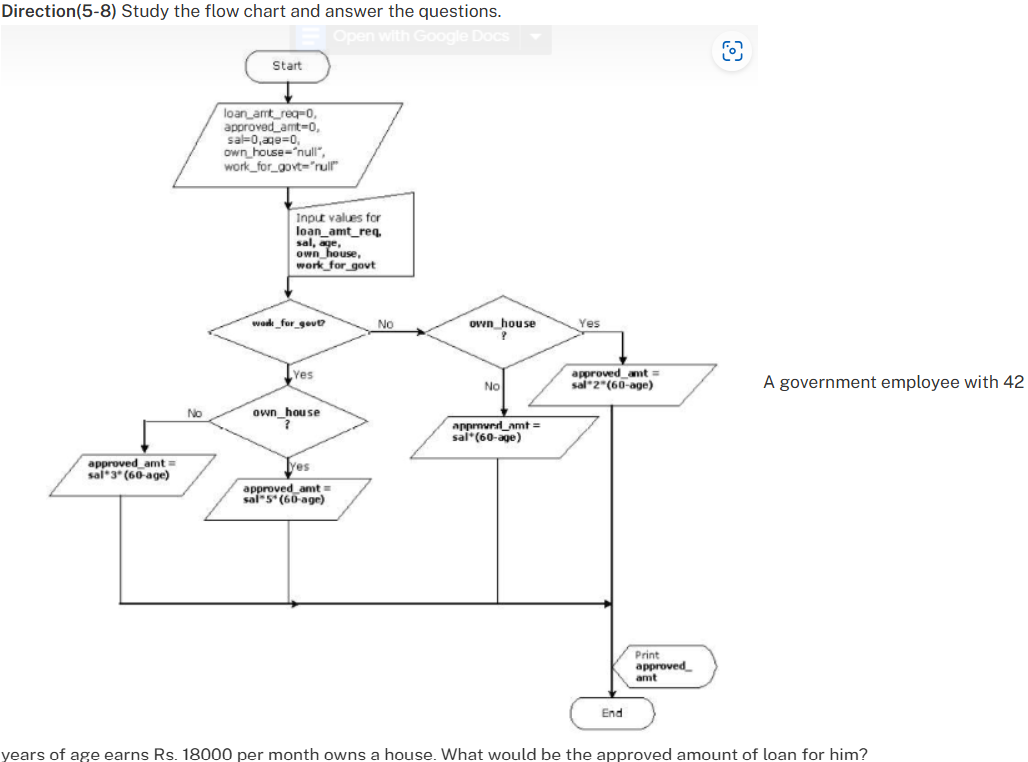 Direction(5-8) Study the flow chart and answer the questions.
Open with Google Docs
Start
loan_amt_req=0,
approved_amt=0,
sal=0,age=0,
own_house="null",
work_for_govt="null"
Input values for
loan_amt_req,
sal, age,
own_house,
work_for_govt
work_for_govt?
No
own_house
?
Yes
approved_amt =
sal*2*(60-age)
A government employee with 42
Yes
No
No
own_house
?
approved_amt =
sal*(60-age)
Yes
approved_amt =
sal*3*(60-age)
approved_amt =
sal*5*(60-age)
Print
approved_
amt
End
years of age earns Rs. 18000 per month owns a house. What would be the approved amount of loan for him?